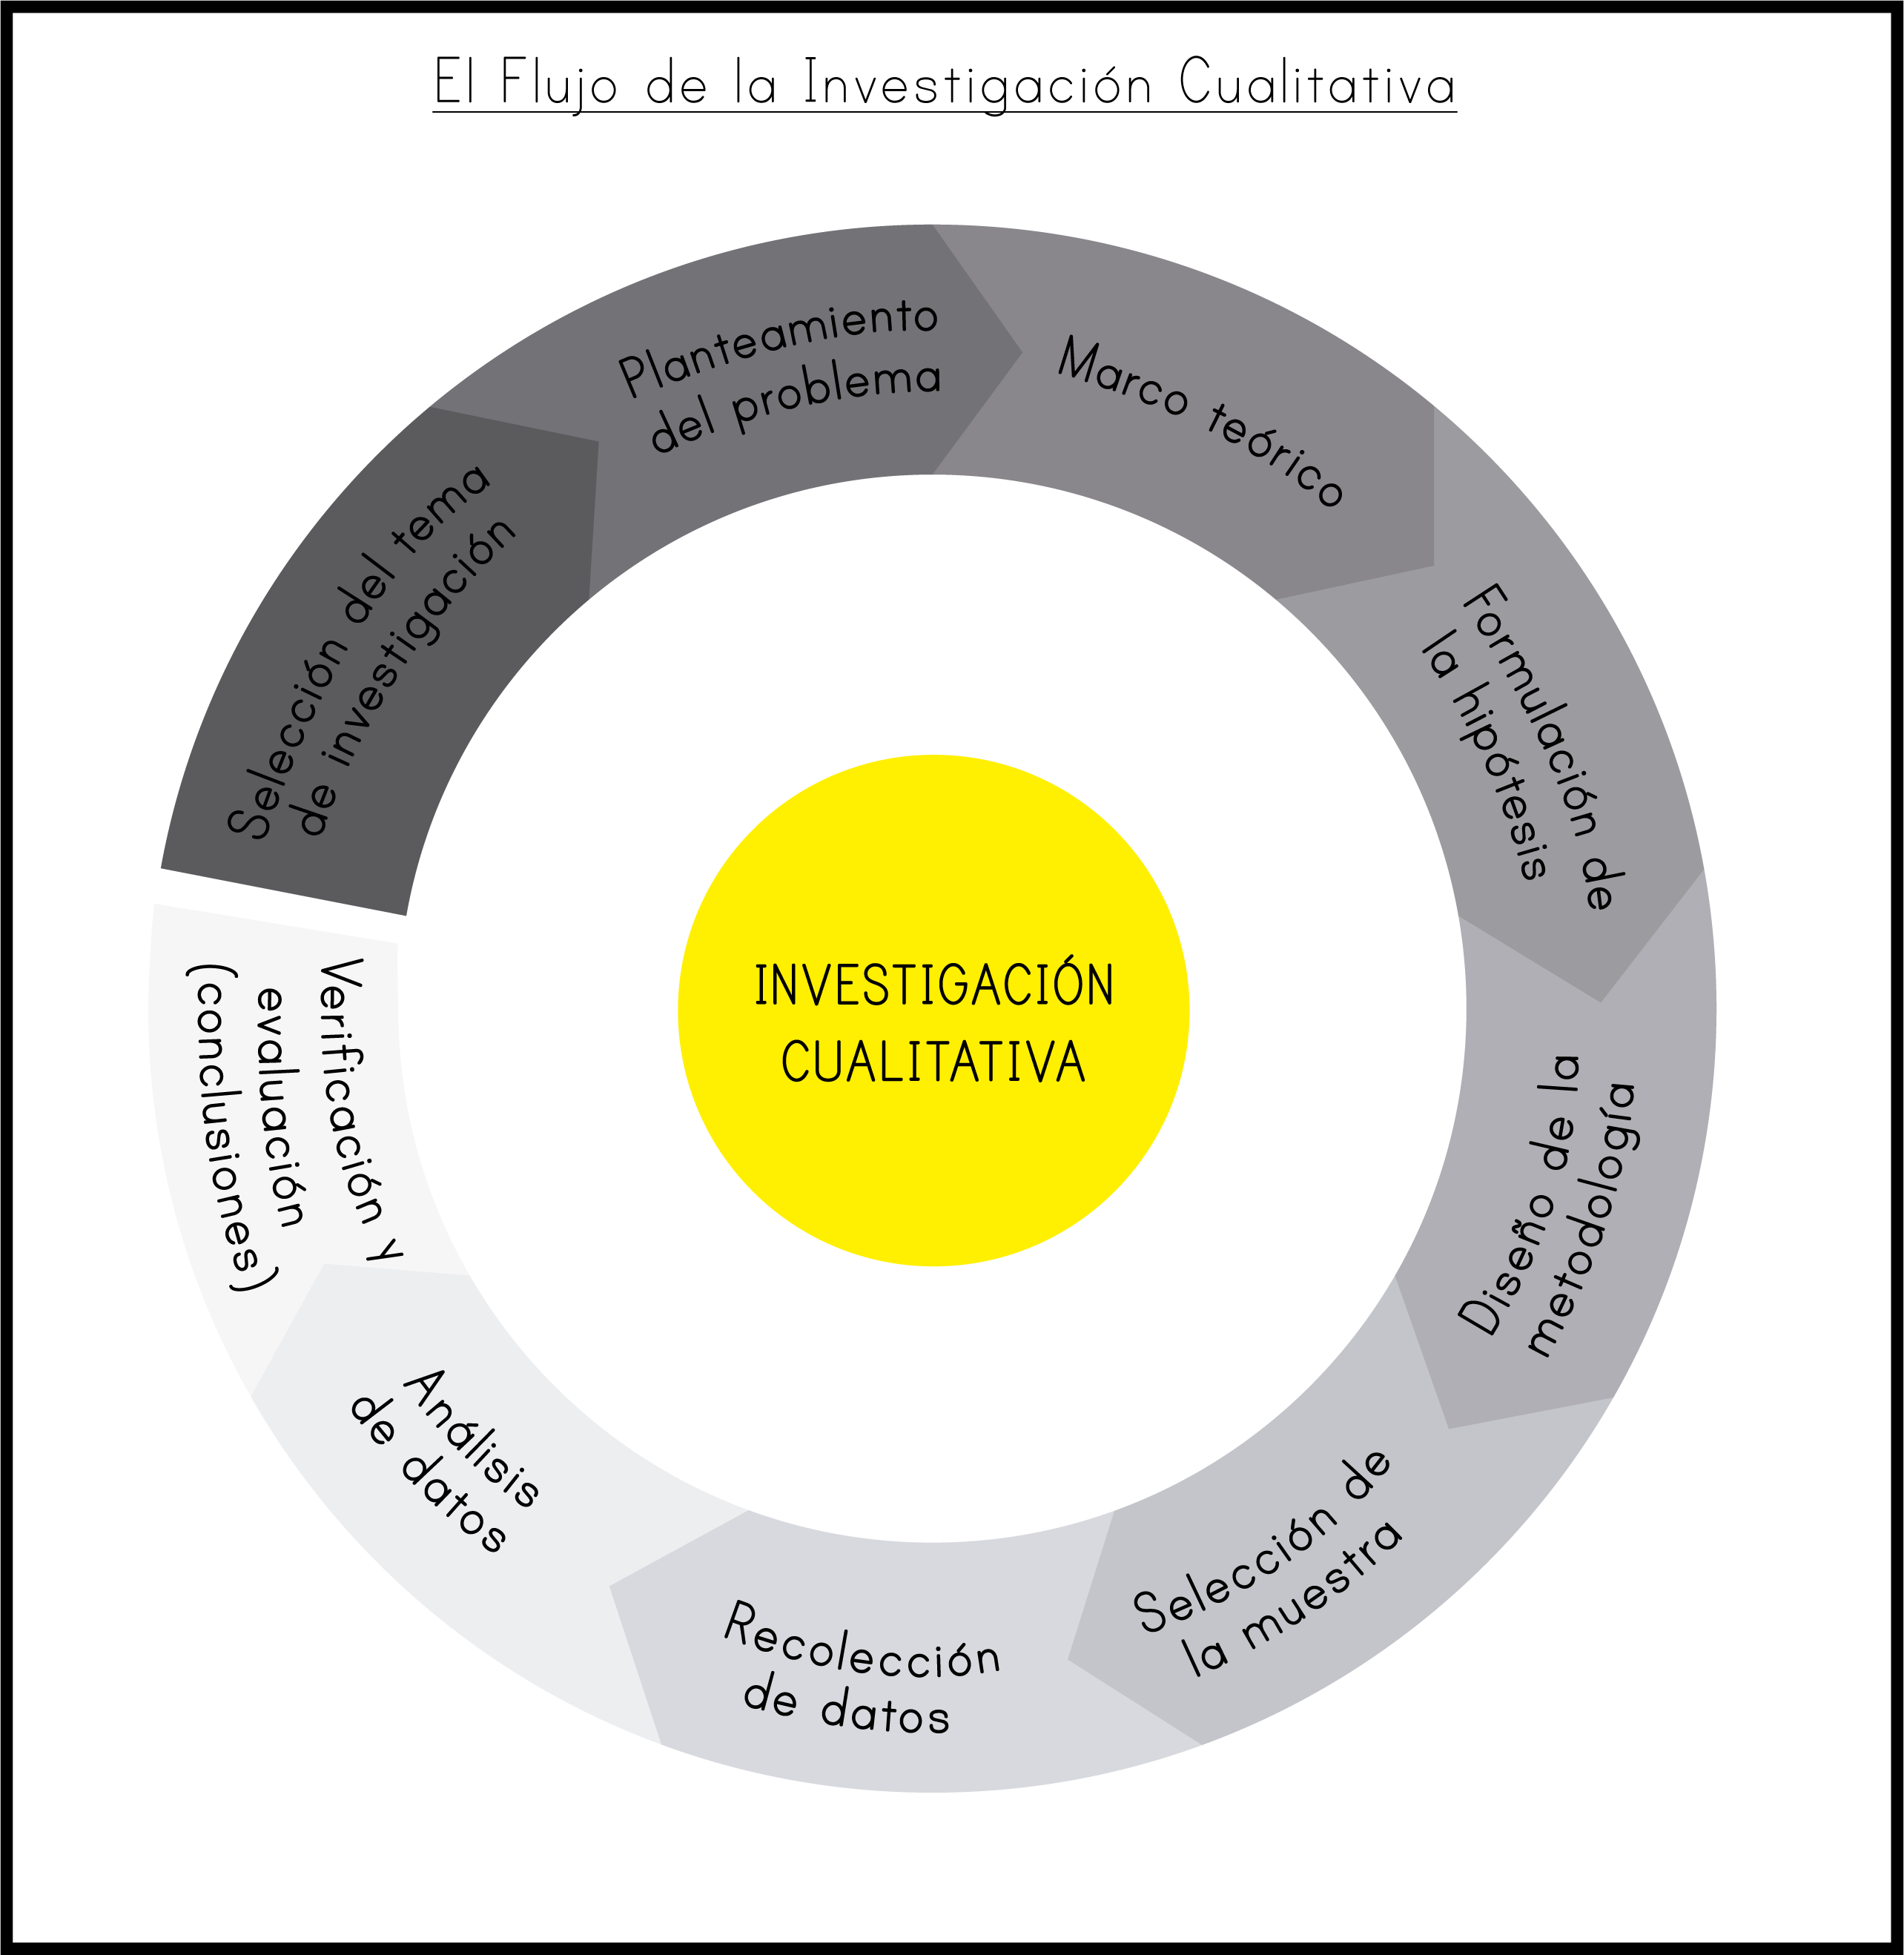 El Flujo de la Investigación Cualitativa
Selección del tema
de investigación
Planteamiento
del problema
Marco teórico
Formulación de
la hipótesis
Diseño de la
metodología
Selección de
la muestra
Recolección
de datos
Análisis
de datos
Verificación y
evaluación
(conclusiones)
INVESTIGACIÓN
CUALITATIVA